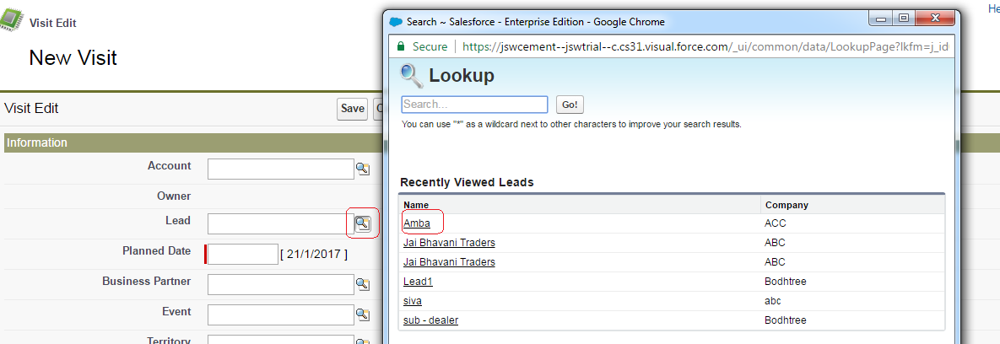 He
Visit Edit
New Visit
Visit Edit
Save
Information
Account
Owner
Lead
Planned Date
[ 21/1/2017 ]
Business Partner
Event
Territory
Search ~ Salesforce - Enterprise Edition - Google Chrome
Secure https://jswcement--jswtrial--c.cs31.visual.force.com/_ui/common/data/LookupPage?lkfm=j_id
Lookup
Search...
Go!
You can use "*" as a wildcard next to other characters to improve your search results.
Recently Viewed Leads
Name Company
Amba ACC
Jai Bhavani Traders ABC
Jai Bhavani Traders ABC
Lead1 Bodhtree
siva abc
sub - dealer Bodhtree